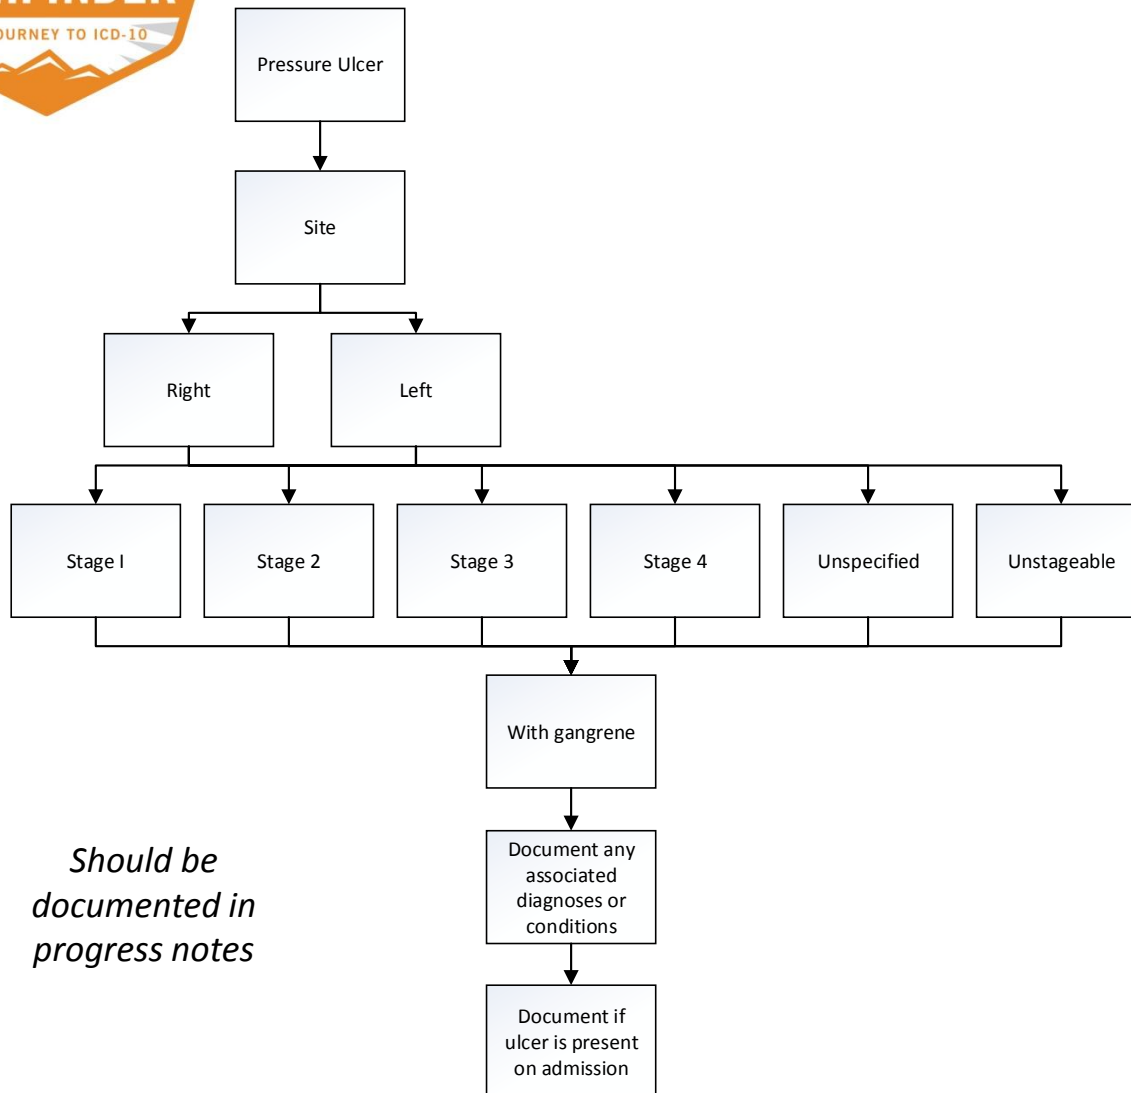 OURNEY TO ICD-10
Pressure Ulcer
Site
Right
Left
Stage I
Stage 2
Stage 3
Stage 4
Unspecified
Unstageable
With gangrene
Document any
associated
diagnoses or
conditions
Should be
documented in
progress notes
Document if
ulcer is present
on admission